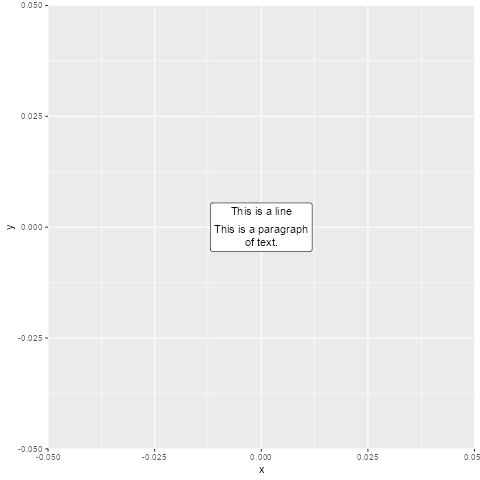 0.050
0.025
This is a line
This is a paragraph
of text.
y
0.000
-0.025
-0.050
-0.050 -0.025 0.000 0.025 0.05
x